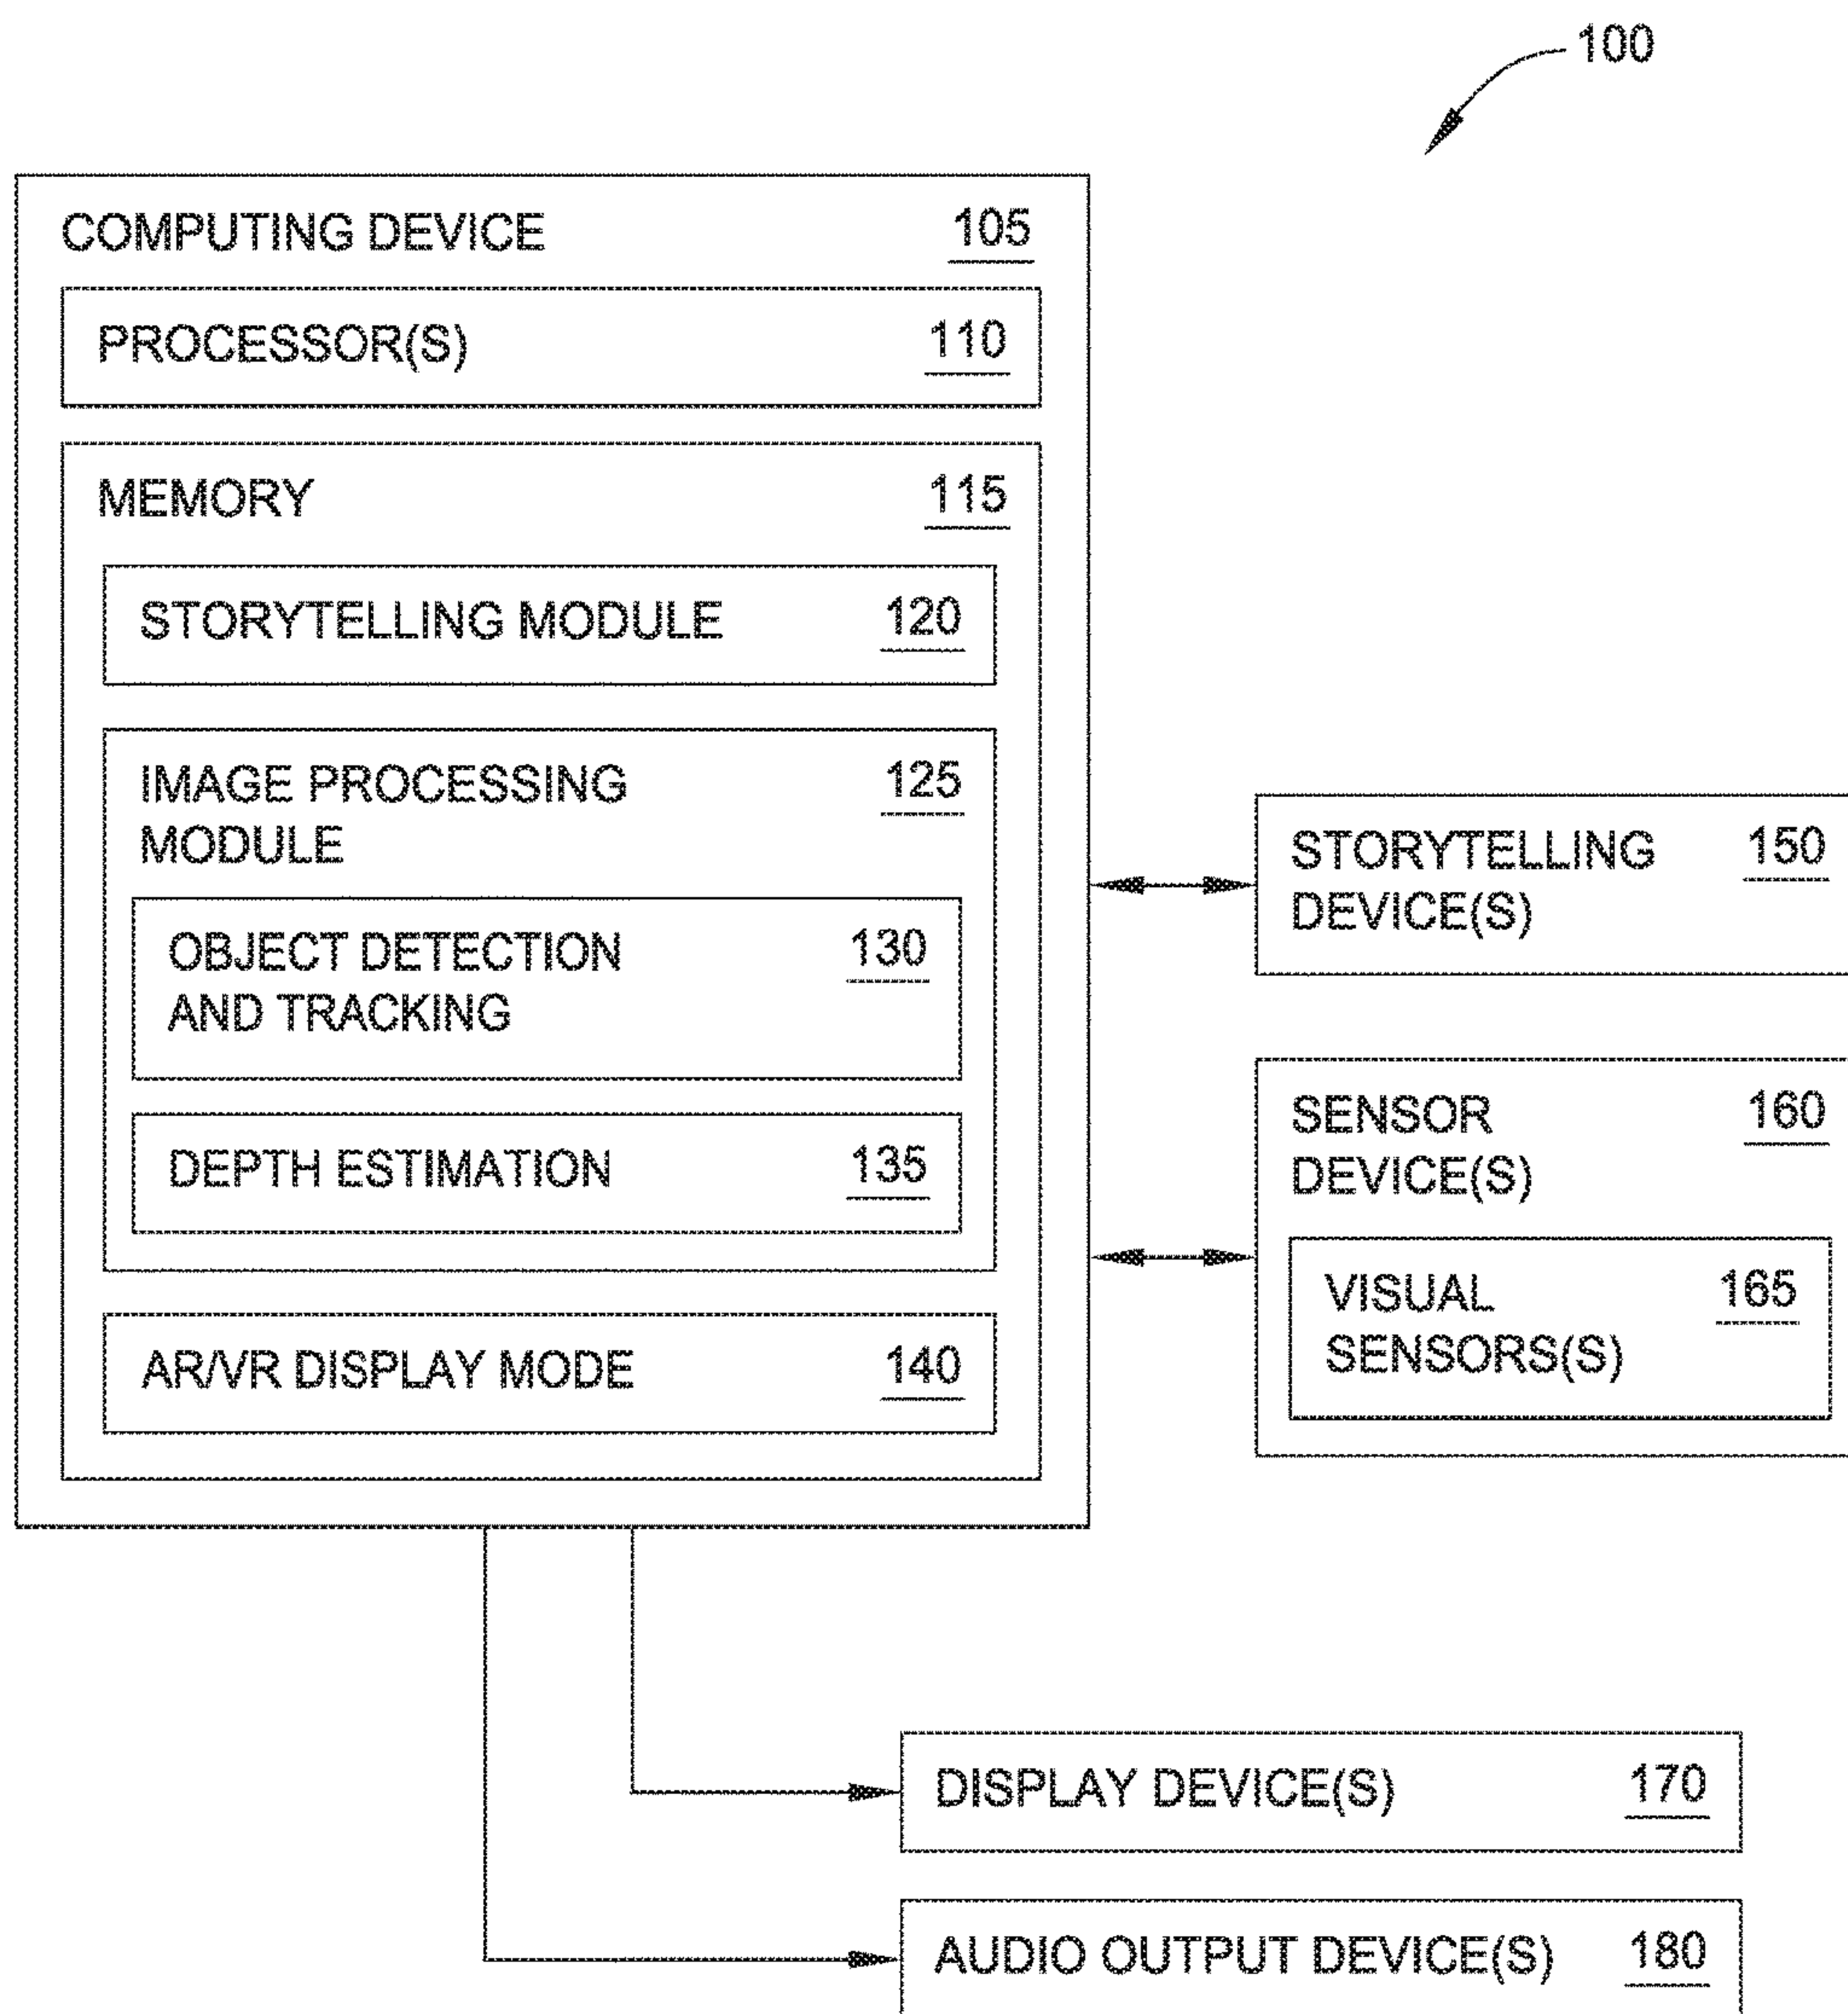 100
COMPUTING DEVICE 105
PROCESSOR(S) 110
MEMORY 115
STORYTELLING MODULE 120
IMAGE PROCESSING 125
MODULE
OBJECT DETECTION 130
AND TRACKING
DEPTH ESTIMATION 135
AR/VR DISPLAY MODE 140
STORYTELLING 150
DEVICE(S)
SENSOR 160
DEVICE(S)
VISUAL 165
SENSORS(S)
DISPLAY DEVICE(S) 170
AUDIO OUTPUT DEVICE(S) 180